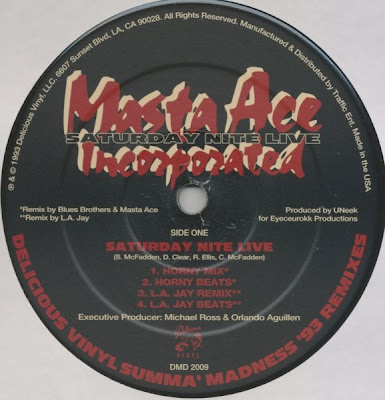 ℗ & © 1993 Delicious Vinyl, LLC. 6607 Sunset Blvd, LA, CA 90028. All Rights Reserved. Manufactured & Distributed by Traffic Ent. Made in the USA
Masta Ace
SATURDAY NITE LIVE
Incorporated
*Remix by Blues Brothers & Masta Ace
**Remix by L.A. Jay
Produced by UNeek
for Eyeceurokk Productions
SIDE ONE
SATURDAY NITE LIVE
(S. McFadden, D. Clear, R. Ellis, C. McFadden)
1. HORNY MIX*
2. HORNY BEATS*
3. L.A. JAY REMIX**
4. L.A. JAY BEATS**
Executive Producer: Michael Ross & Orlando Aguillen
VINYL
DMD 2009
DELICIOUS VINYL SUMMA' MADNESS '93 REMIXES